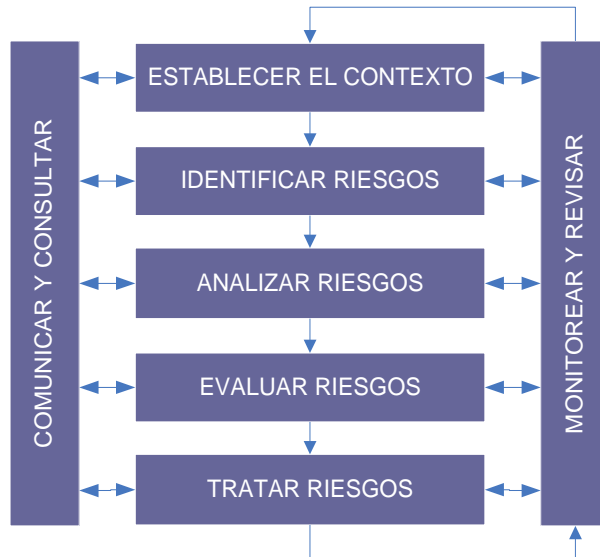 ESTABLECER EL CONTEXTO
IDENTIFICAR RIESGOS
ANALIZAR RIESGOS
EVALUAR RIESGOS
TRATAR RIESGOS
COMUNICAR Y CONSULTAR
MONITOREAR Y REVISAR